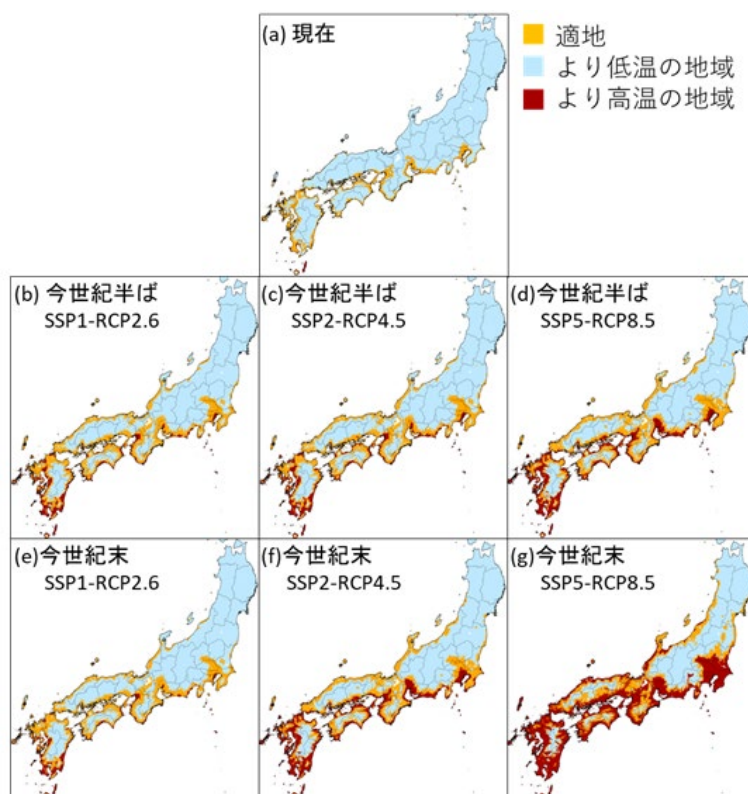 (a) 現在
適地
より低温の地域
より高温の地域
(b) 今世紀半ば
SSP1-RCP2.6
(c) 今世紀半ば
SSP2-RCP4.5
(d) 今世紀半ば
SSP5-RCP8.5
(e)今世紀末
SSP1-RCP2.6
(f)今世紀末
SSP2-RCP4.5
(g)今世紀末
SSP5-RCP8.5